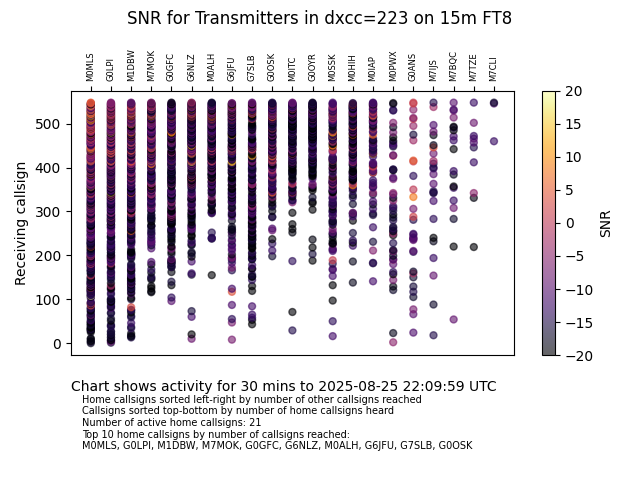 SNR for Transmitters in dxcc=223 on 15m FT8
M0MLS G0LPI M1DBW M7MOK G0GFC G6NLZ M0ALH G6JFU G7SLB G0OSK M0ITC G0OYR M0SSK M0HIH M0IAP M0PWX G0ANS M7IJS M7BQC M7TZE M7CLI
Receiving callsign
500
400
300
200
100
0
20
15
10
5
0
−5
−10
−15
−20
SNR
Chart shows activity for 30 mins to 2025-08-25 22:09:59 UTC
Home callsigns sorted left-right by number of other callsigns reached
Callsigns sorted top-bottom by number of home callsigns heard
Number of active home callsigns: 21
Top 10 home callsigns by number of callsigns reached:
M0MLS, G0LPI, M1DBW, M7MOK, G0GFC, G6NLZ, M0ALH, G6JFU, G7SLB, G0OSK